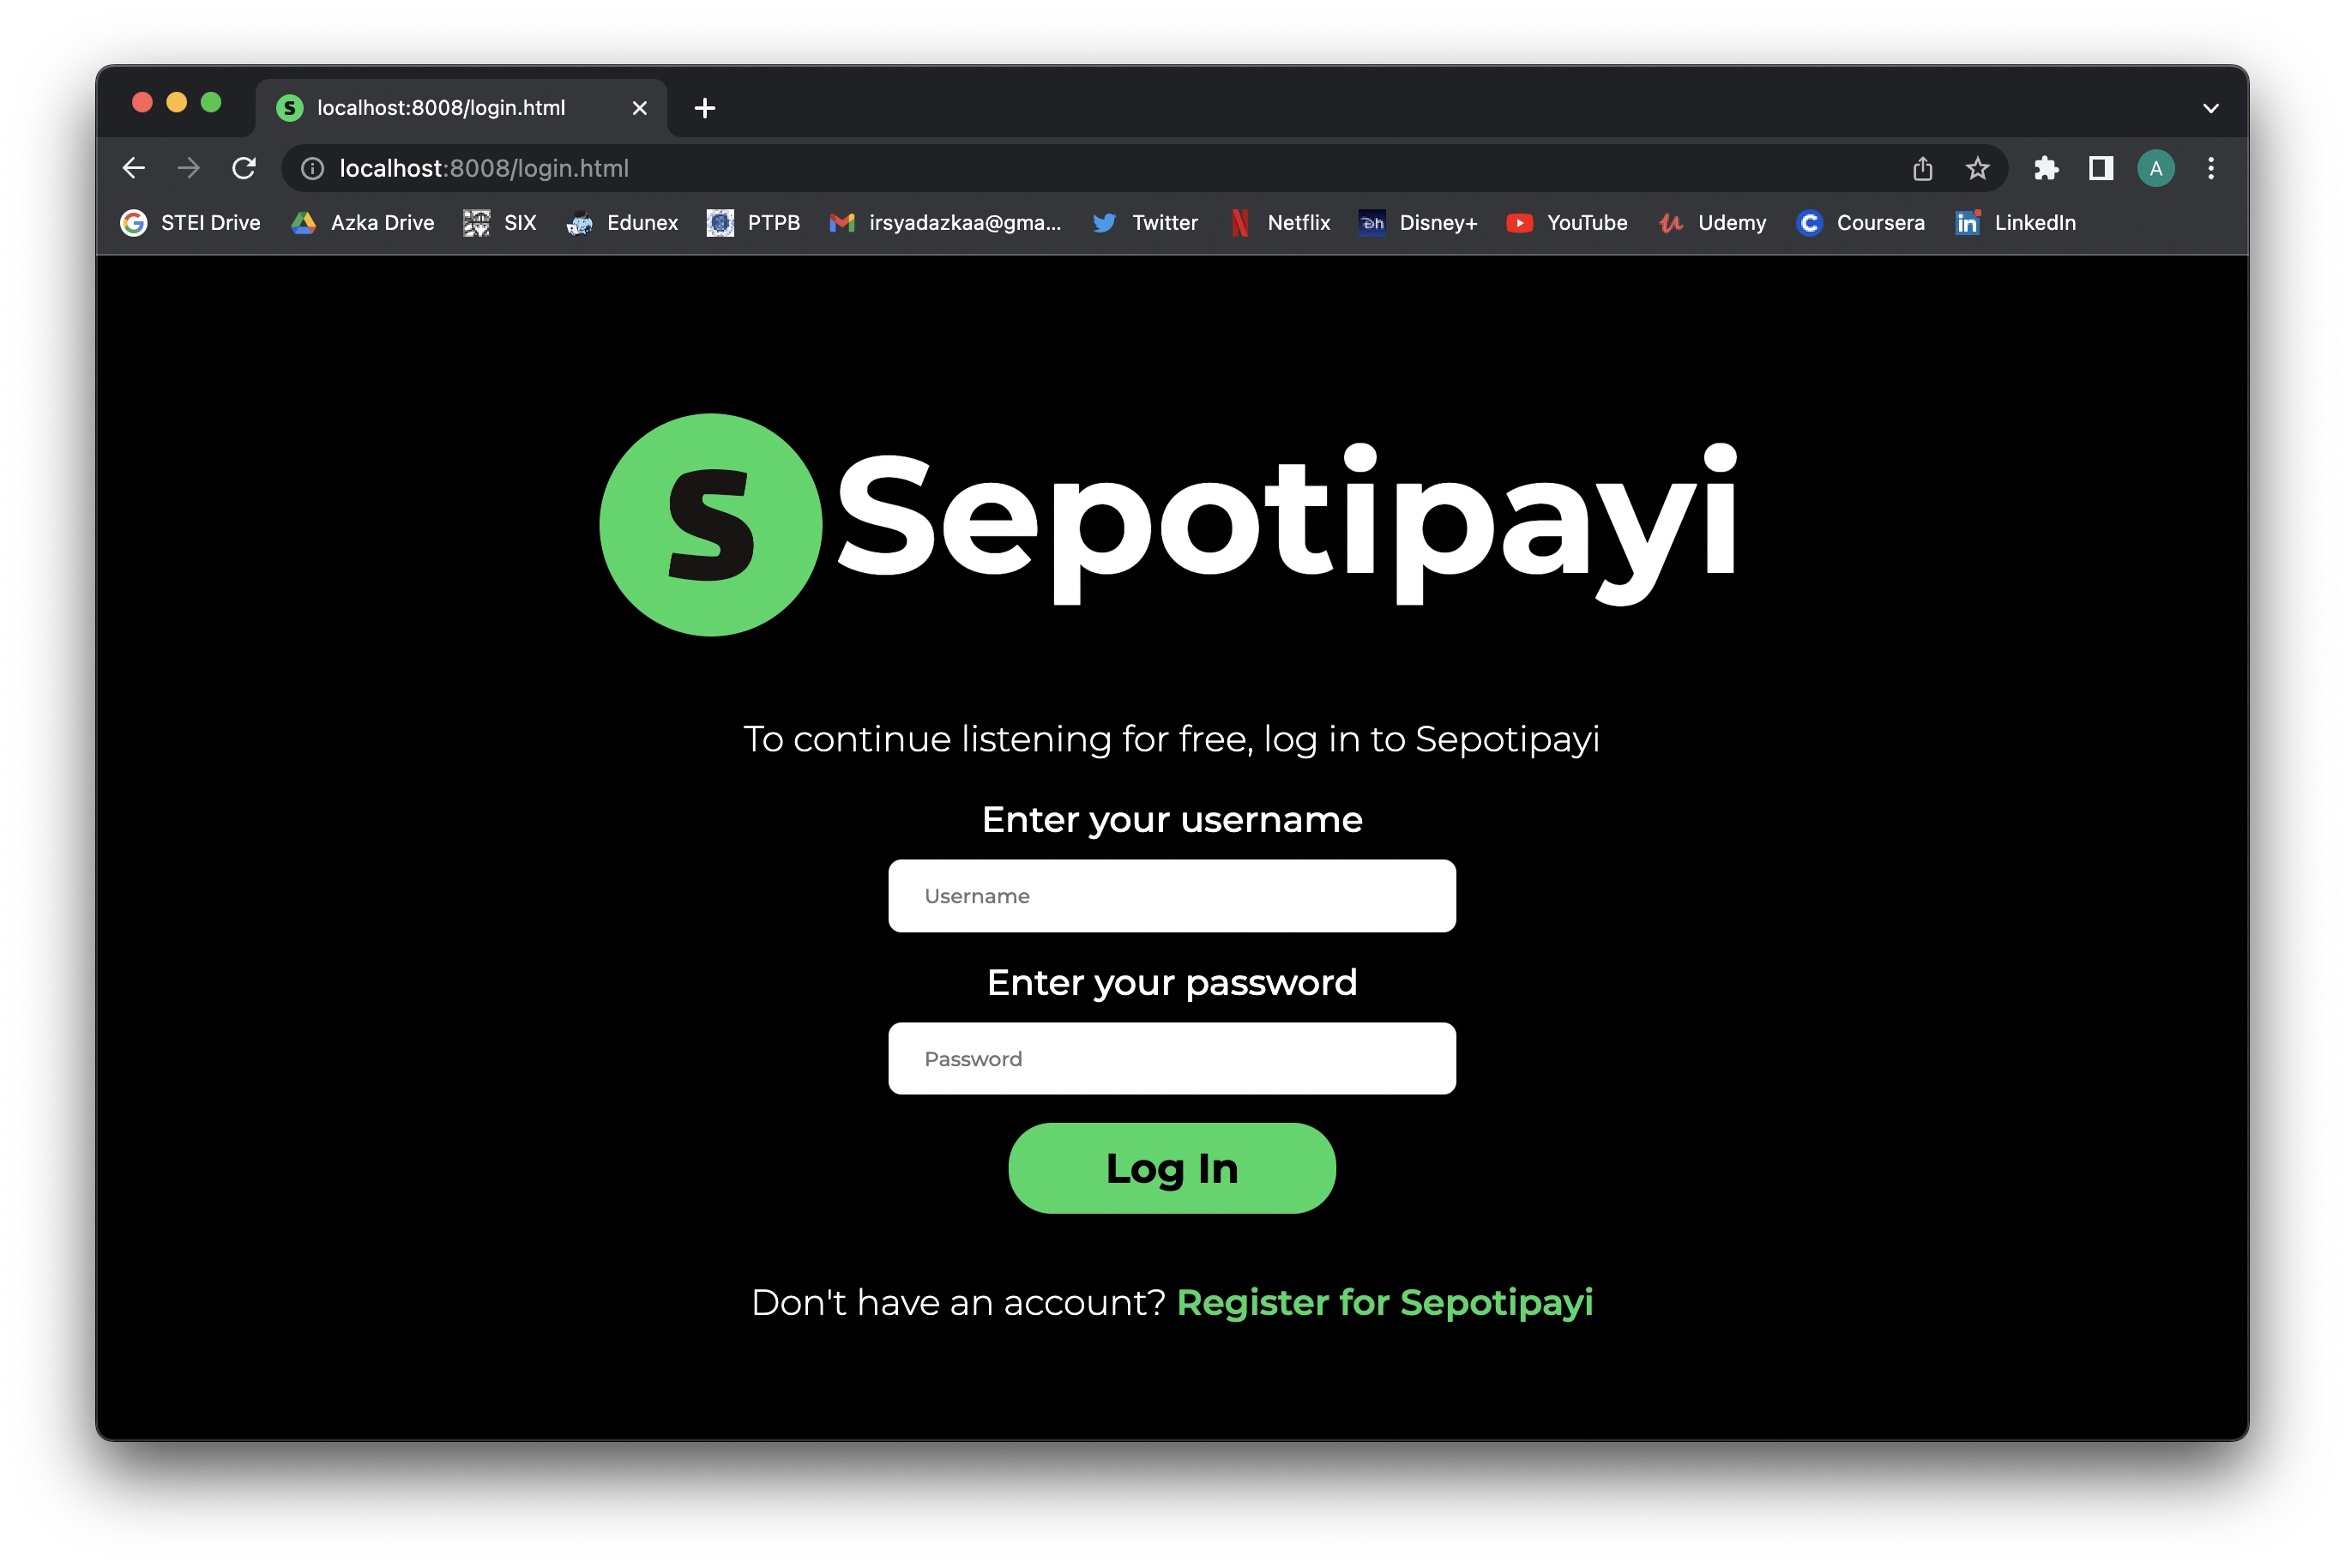 S localhost:8008/login.html
localhost:8008/login.html A
STEI Drive Azka Drive SIX Edunex PTPB irsyadazkaa@gma... Twitter Netflix Disney+ YouTube Udemy Coursera LinkedIn
S Sepotipayi
To continue listening for free, log in to Sepotipayi
Enter your username
Username
Enter your password
Password
Log In
Don't have an account? Register for Sepotipayi